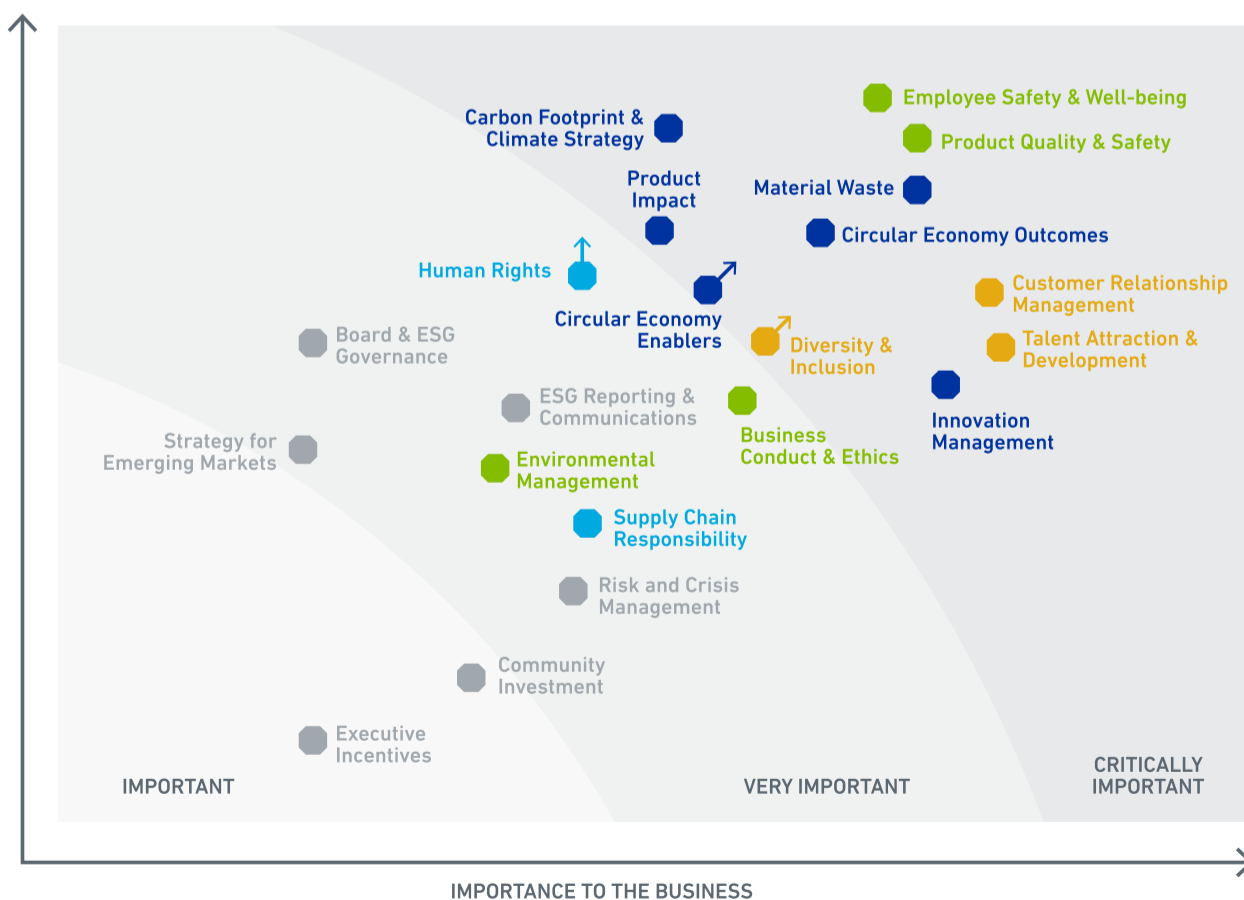 Employee Safety & Well-being
Carbon Footprint &
Climate Strategy
Product Quality & Safety
Product
Impact
Material Waste
Circular Economy Outcomes
Human Rights
Customer Relationship
Management
Circular Economy
Enablers
Board & ESG
Governance
Diversity &
Inclusion
Talent Attraction &
Development
ESG Reporting &
Communications
Innovation
Management
Business
Conduct & Ethics
Strategy for
Emerging Markets
Environmental
Management
Supply Chain
Responsibility
Risk and Crisis
Management
Community
Investment
Executive
Incentives
IMPORTANT
VERY IMPORTANT
CRITICALLY
IMPORTANT
IMPORTANCE TO THE BUSINESS